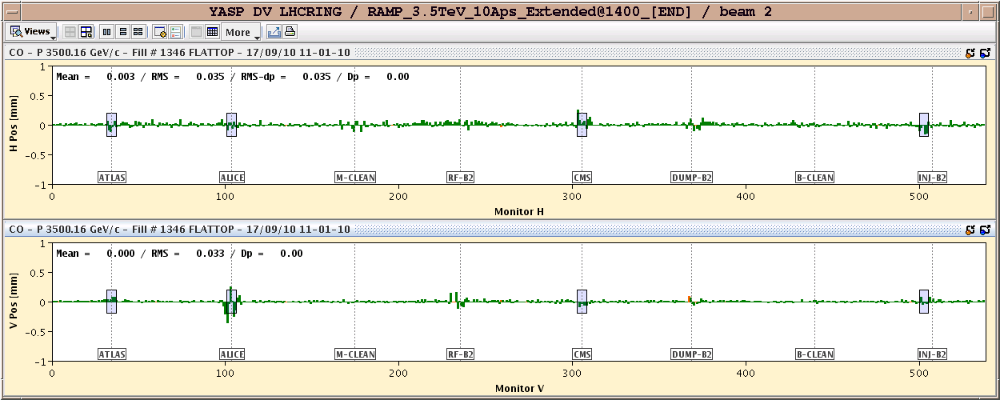 YASP DV LHCRING / RAMP_3.5TeV_10Aps_Extended@1400_[END] / beam 2
Views More
CO - P 3500.16 GeV/c - Fill # 1346 FLATTOP - 17/09/10 11-01-10
Mean = 0.003 / RMS = 0.035 / RMS-dp = 0.035 / Dp = 0.00
H Pos [mm]
1
0.5
0
-0.5
-1
ATLAS ALICE M-CLEAN RF-B2 CMS DUMP-B2 B-CLEAN INJ-B2
0 100 200 300 400 500
Monitor H
CO - P 3500.16 GeV/c - Fill # 1346 FLATTOP - 17/09/10 11-01-10
Mean = 0.000 / RMS = 0.033 / Dp = 0.00
V Pos [mm]
1
0.5
0
-0.5
-1
ATLAS ALICE M-CLEAN RF-B2 CMS DUMP-B2 B-CLEAN INJ-B2
0 100 200 300 400 500
Monitor V